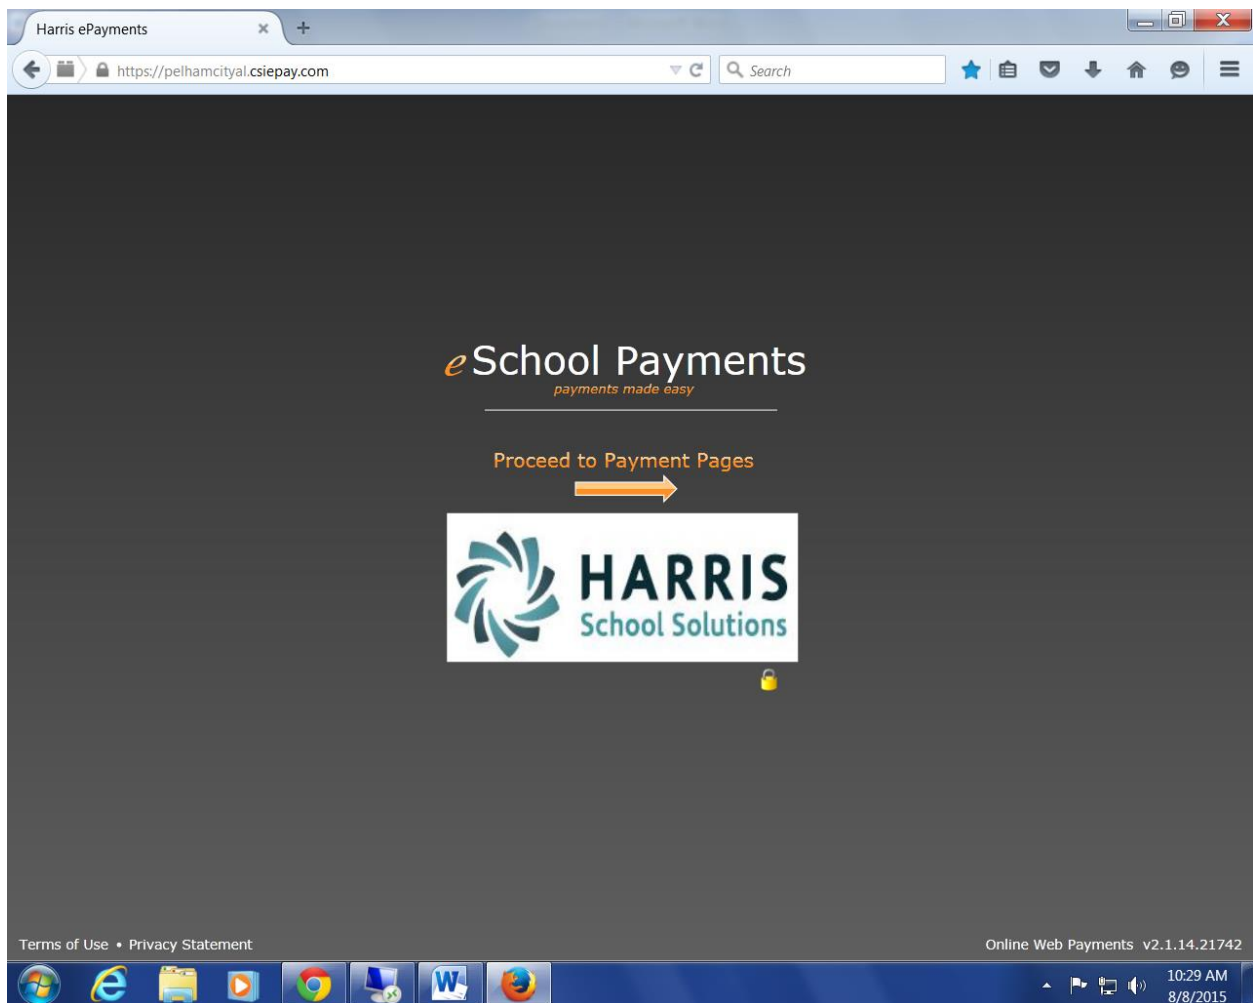 Harris ePayments
https://pelhamcityal.csiepay.com
Search
eSchool Payments
payments made easy
Proceed to Payment Pages
HARRIS
School Solutions
Terms of Use • Privacy Statement
Online Web Payments v2.1.14.21742
10:29 AM
8/8/2015